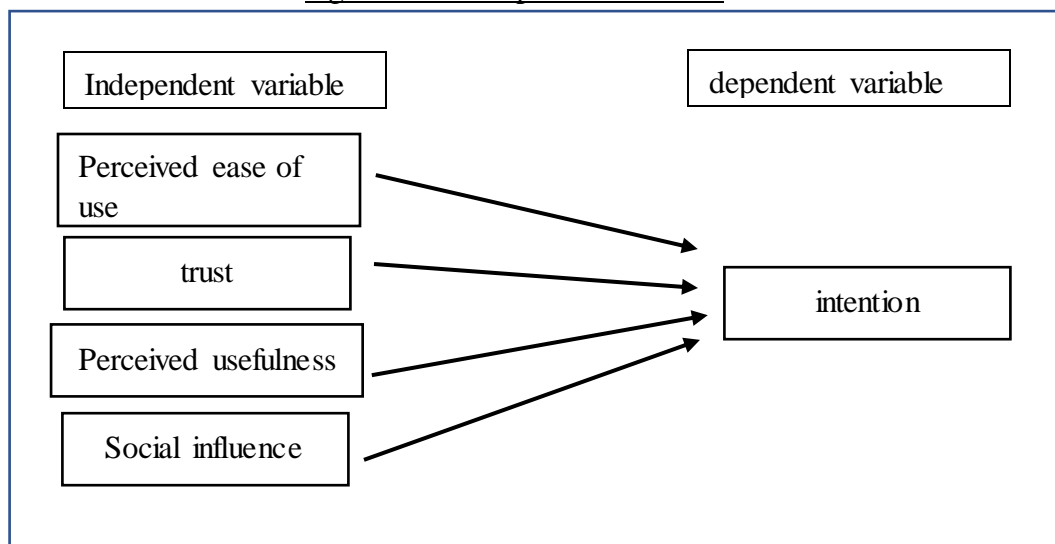 Independent variable
dependent variable
Perceived ease of
use
trust
intention
Perceived usefulness
Social influence